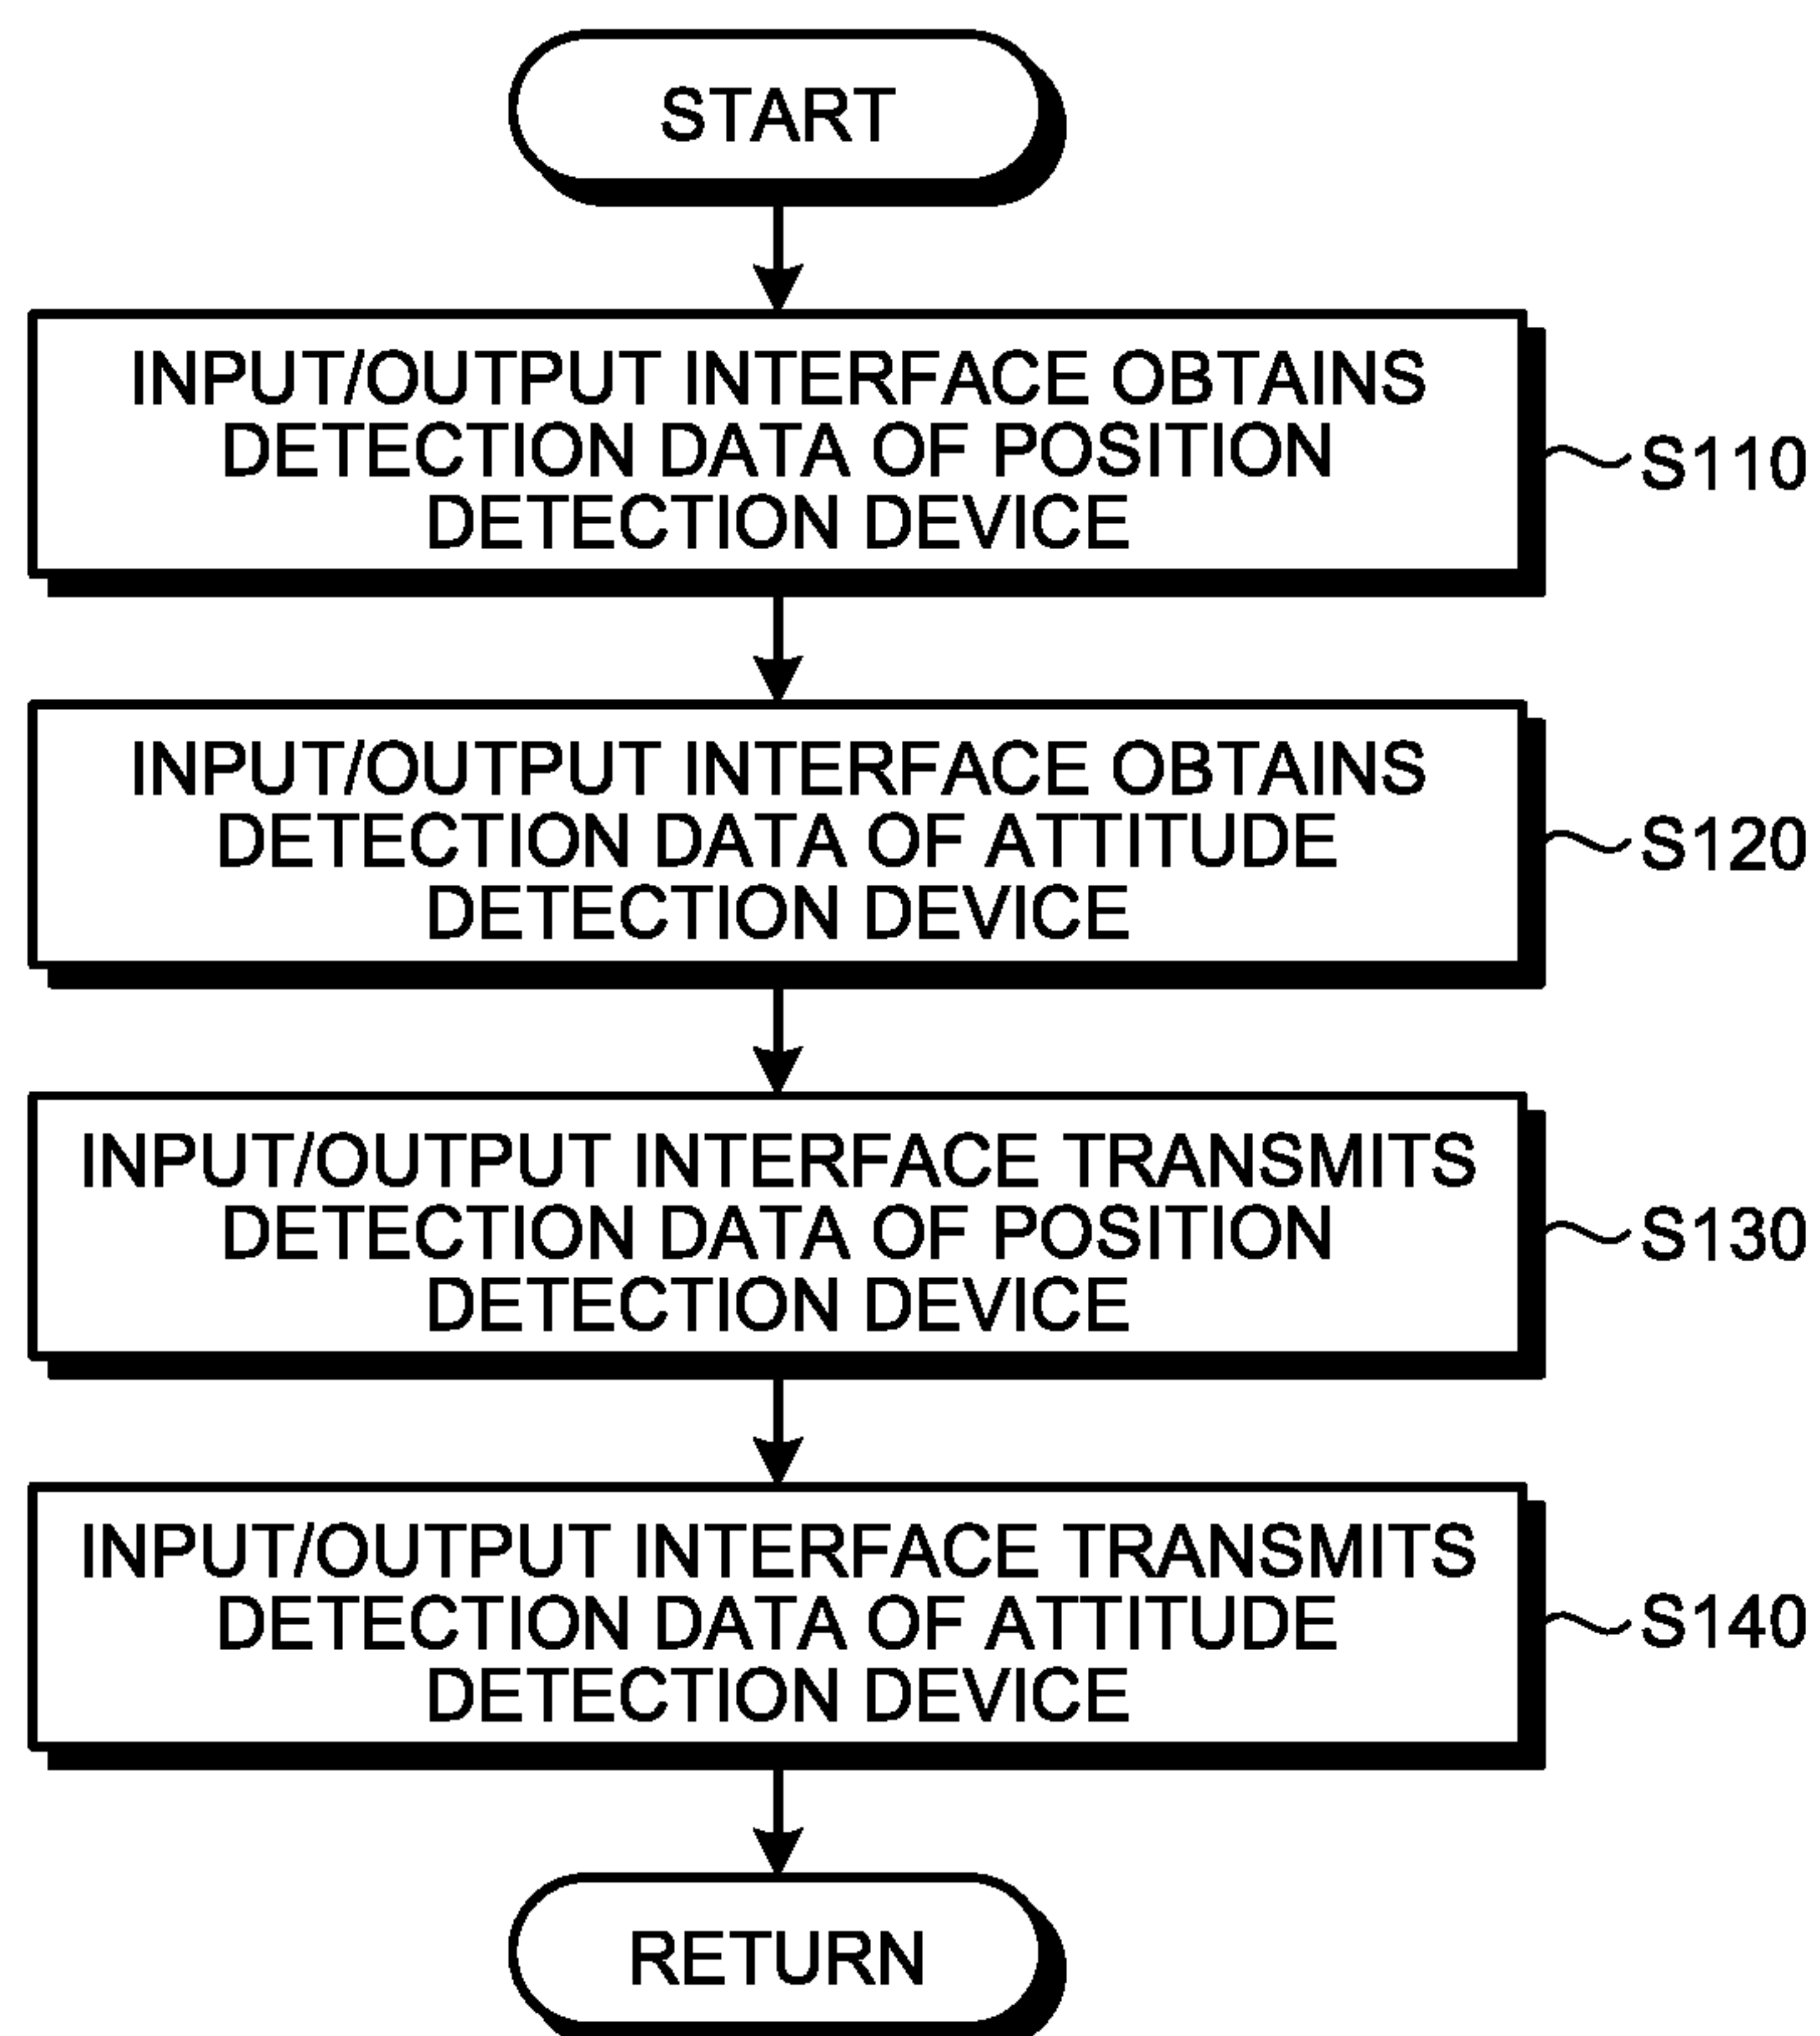 START
INPUT/OUTPUT INTERFACE OBTAINS
DETECTION DATA OF POSITION
DETECTION DEVICE
S110
INPUT/OUTPUT INTERFACE OBTAINS
DETECTION DATA OF ATTITUDE
DETECTION DEVICE
S120
INPUT/OUTPUT INTERFACE TRANSMITS
DETECTION DATA OF POSITION
DETECTION DEVICE
S130
INPUT/OUTPUT INTERFACE TRANSMITS
DETECTION DATA OF ATTITUDE
DETECTION DEVICE
S140
RETURN